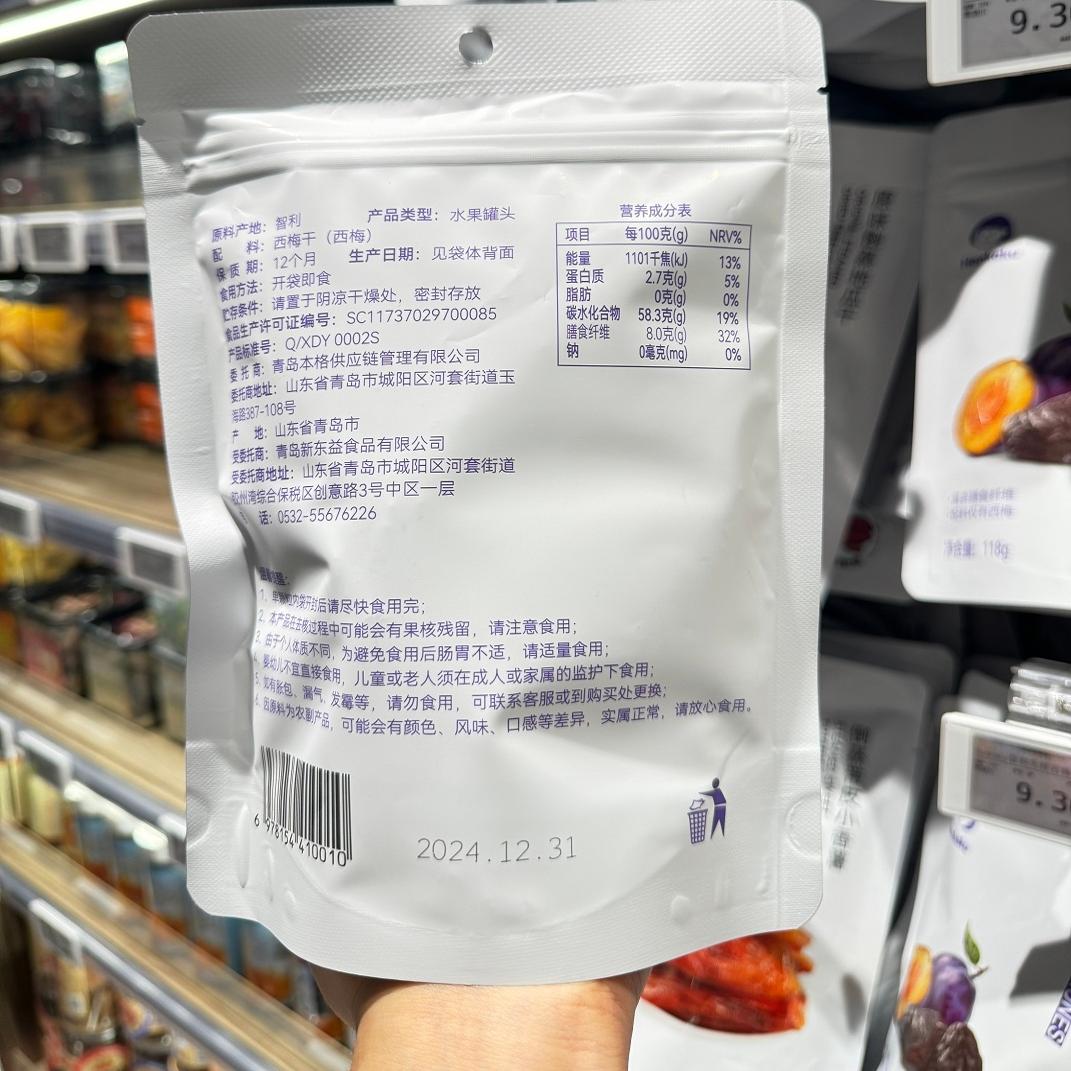 原料产地：智利 产品类型：水果罐头
配 料：西梅干（西梅）
保质期：12个月 生产日期：见袋体背面
食用方法：开袋即食
贮存条件：请置于阴凉干燥处，密封存放
食品生产许可证编号：SC11737029700085
产品标准号：Q/XDY 0002S
委托商：青岛本格供应链管理有限公司
委托商地址：山东省青岛市城阳区河套街道玉
海路387-108号
产 地：山东省青岛市
受委托商：青岛新东益食品有限公司
受委托商地址：山东省青岛市城阳区河套街道
胶州湾综合保税区创意路3号中区一层
话：0532-55676226
营养成分表
项目 每100克(g) NRV%
能量 1101千焦(kJ) 13%
蛋白质 2.7克(g) 5%
脂肪 0克(g) 0%
碳水化合物 58.3克(g) 19%
膳食纤维 8.0克(g) 32%
钠 0毫克(mg) 0%
内袋开封后请尽快食用完；
2、本产品在去核过程中可能会有果核残留，请注意食用；
3、由于个人体质不同，为避免食用后肠胃不适，请适量食用；
4、婴幼儿不宜直接食用，儿童或老人须在成人或家属的监护下食用；
5、如有胀包、漏气、发霉等，请勿食用，可联系客服或到购买处更换；
6、因原料为农副产品，可能会有颜色、风味、口感等差异，实属正常，请放心食用。
6 978154 410010
2024.12.31
9.3
净含量：118g
9.3